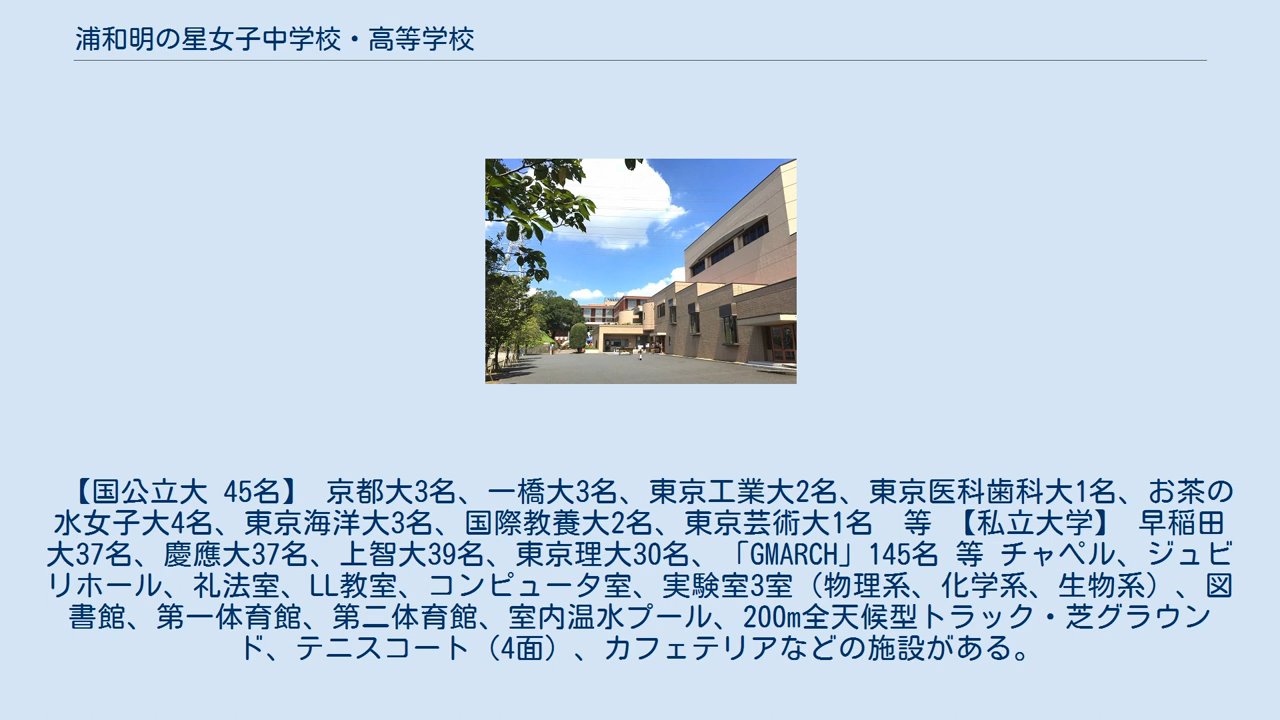 浦和明の星女子中学校・高等学校
【国公立大 45名】 京都大3名、一橋大3名、東京工業大2名、東京医科歯科大1名、お茶の
水女子大4名、東京海洋大3名、国際教養大2名、東京芸術大1名　等 【私立大学】 早稲田
大37名、慶應大37名、上智大39名、東京理大30名、「GMARCH」145名 等 チャペル、ジュビ
リホール、礼法室、LL教室、コンピュータ室、実験室3室（物理系、化学系、生物系）、図
書館、第一体育館、第二体育館、室内温水プール、200m全天候型トラック・芝グラウン
ド、テニスコート（4面）、カフェテリアなどの施設がある。